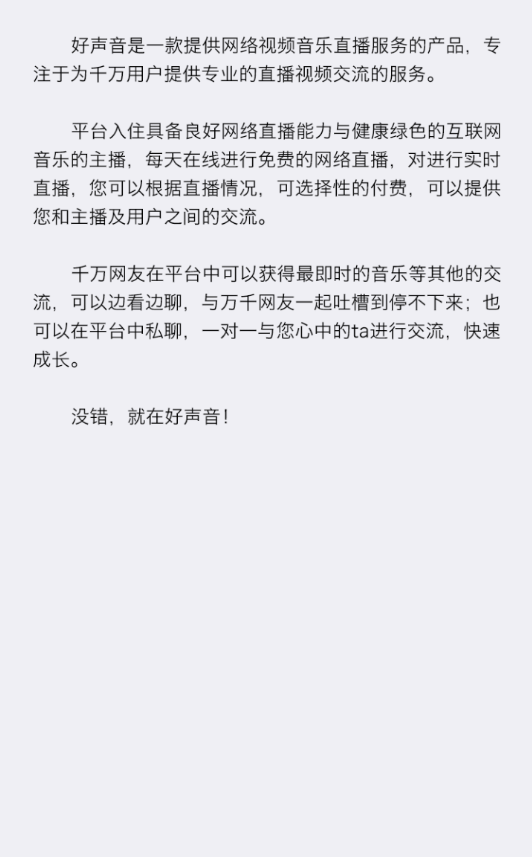 好声音是一款提供网络视频音乐直播服务的产品，专
注于为千万用户提供专业的直播视频交流的服务。
平台入住具备良好网络直播能力与健康绿色的互联网
音乐的主播，每天在线进行免费的网络直播，对进行实时
直播，您可以根据直播情况，可选择性的付费，可以提供
您和主播及用户之间的交流。
千万网友在平台中可以获得最即时的音乐等其他的交
流，可以边看边聊，与万千网友一起吐槽到停不下来；也
可以在平台中私聊，一对一与您心中的ta进行交流，快速
成长。
没错，就在好声音！